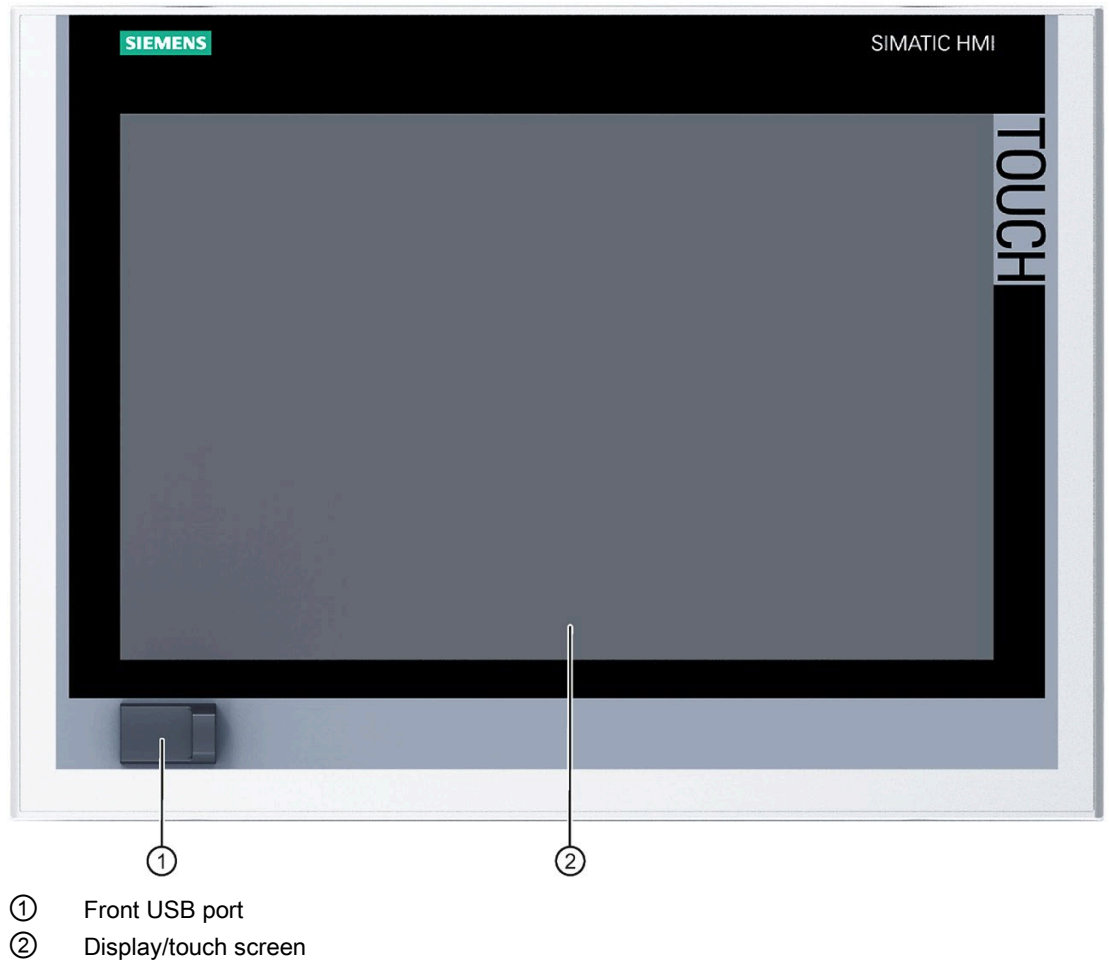 SIEMENS
SIMATIC HMI
TOUCH
1
2
① Front USB port
② Display/touch screen